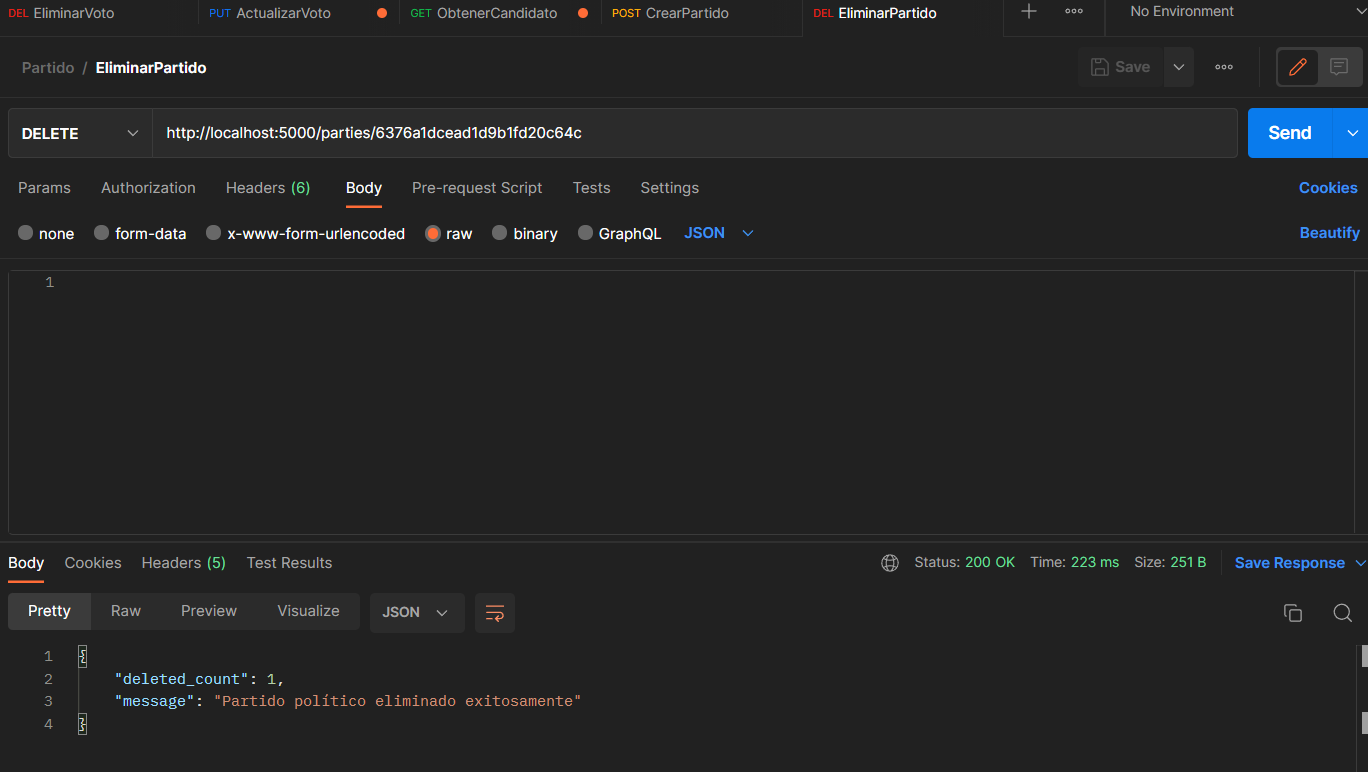 DEL EliminarVoto PUT ActualizarVoto GET ObtenerCandidato POST CrearPartido DEL EliminarPartido No Environment
Partido / EliminarPartido Save
DELETE http://localhost:5000/parties/6376a1dcead1d9b1fd20c64c Send
Params Authorization Headers (6) Body Pre-request Script Tests Settings Cookies
none form-data x-www-form-urlencoded raw binary GraphQL JSON Beautify
1
Body Cookies Headers (5) Test Results Status: 200 OK Time: 223 ms Size: 251 B Save Response
Pretty Raw Preview Visualize JSON
1 {
2 "deleted_count": 1,
3 "message": "Partido político eliminado exitosamente"
4 }